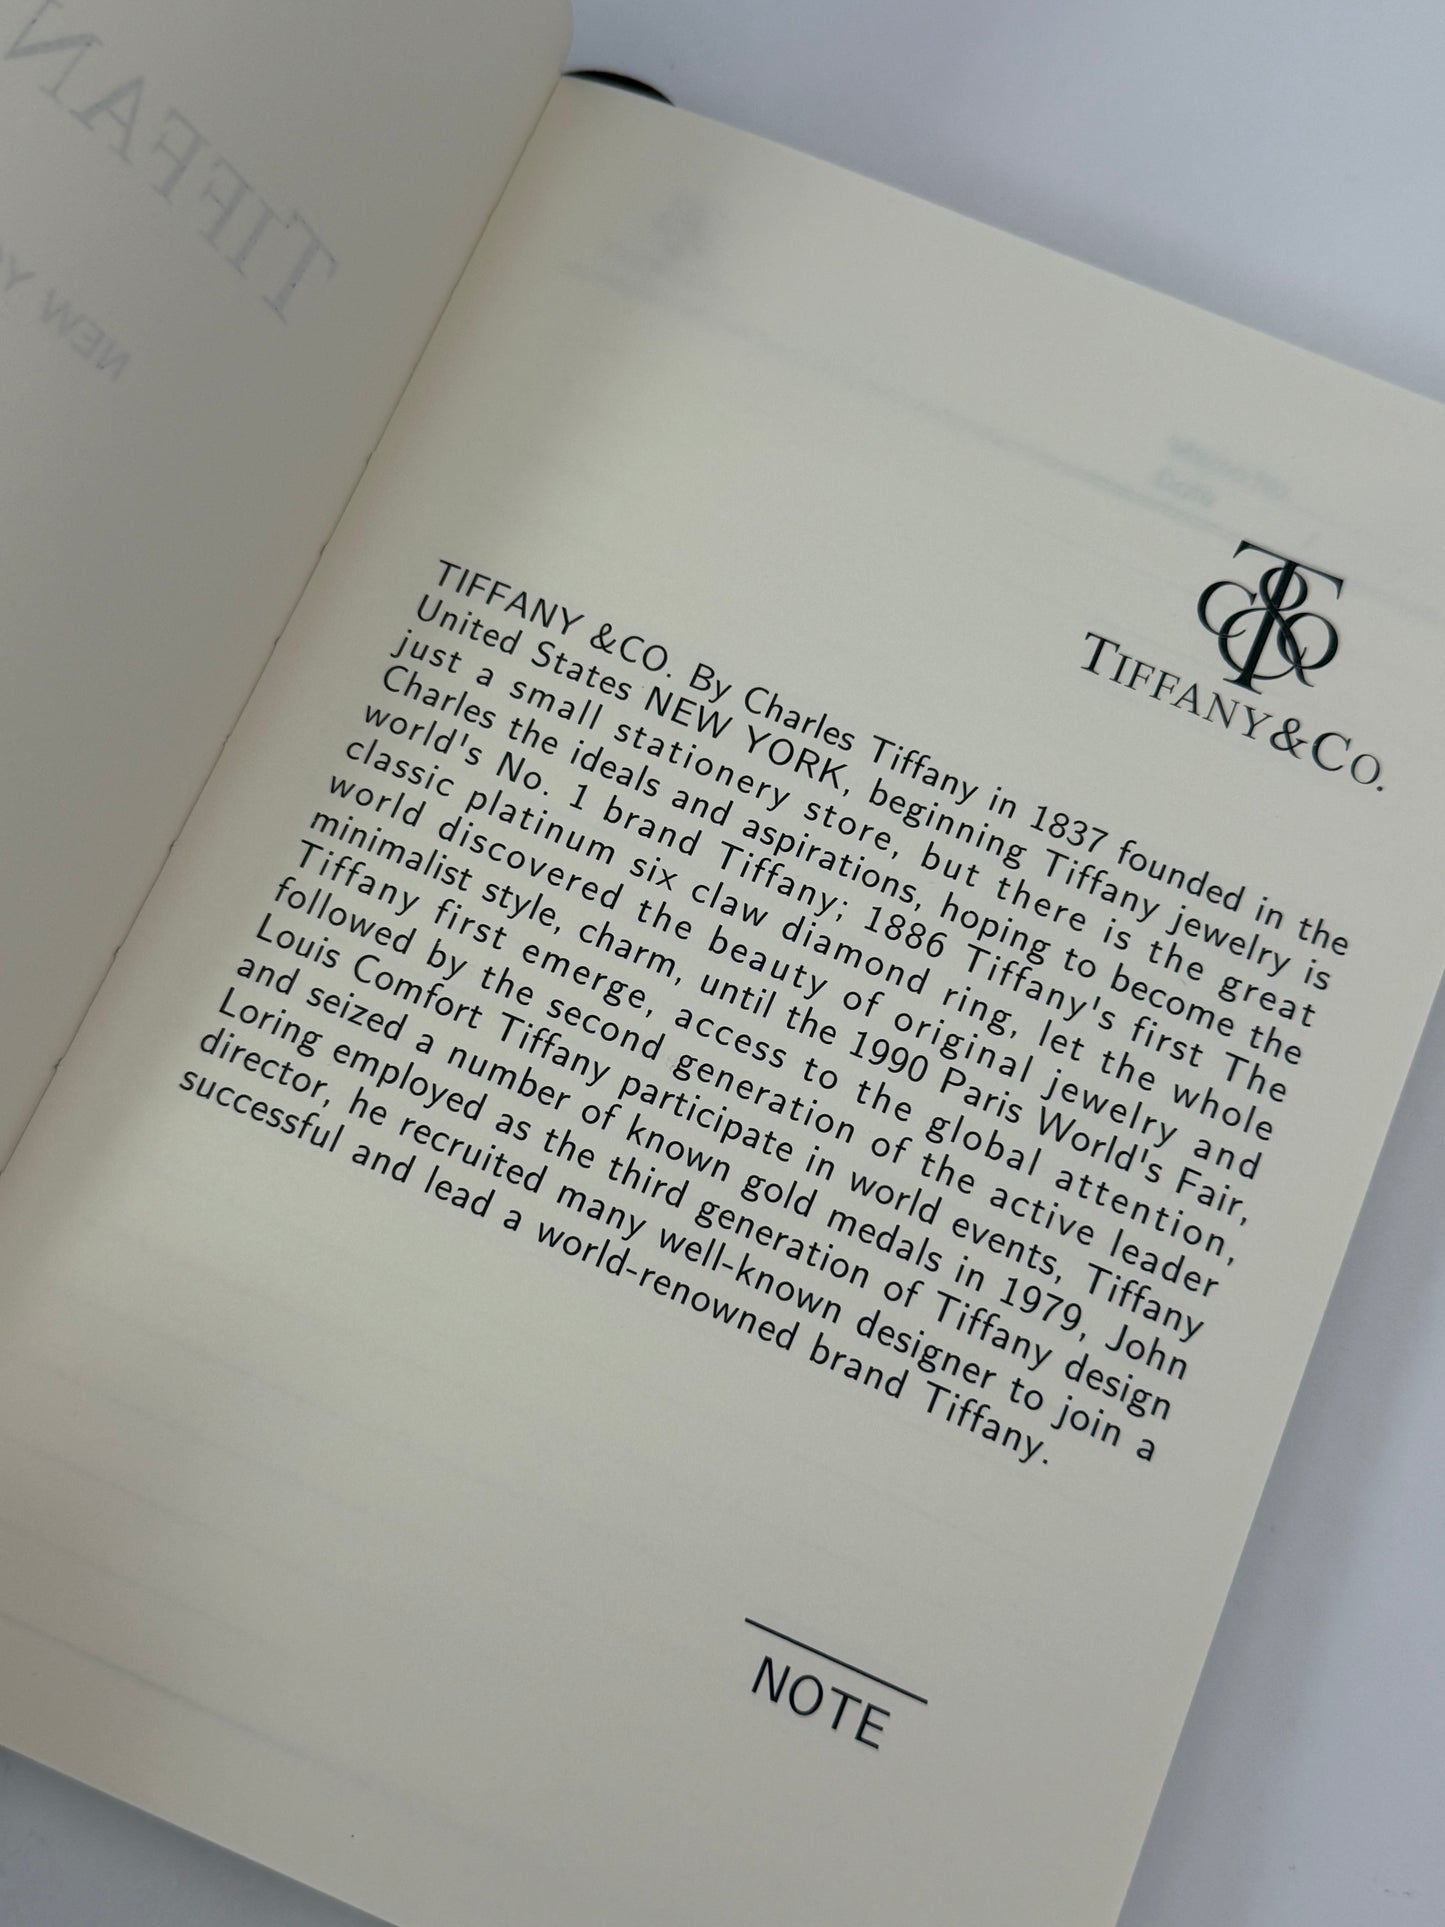 TIFFAN
NEW YO
T&CO
TIFFANY&CO.
TIFFANY &CO. By Charles Tiffany in 1837 founded in the
United States NEW YORK, beginning Tiffany jewelry is
just a small stationery store, but there is the great
Charles the ideals and aspirations, hoping to become the
world's No. 1 brand Tiffany; 1886 Tiffany's first The
classic platinum six claw diamond ring, let the whole
world discovered the beauty of original jewelry and
minimalist style, charm, until the 1990 Paris World's Fair,
Tiffany first emerge, access to the global attention,
followed by the second generation of the active leader
Louis Comfort Tiffany participate in world events, Tiffany
and seized a number of known gold medals in 1979, John
Loring employed as the third generation of Tiffany design
director, he recruited many well-known designer to join a
successful and lead a world-renowned brand Tiffany.
NOTE